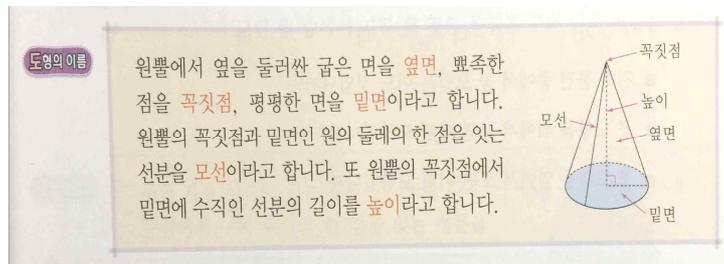 도형의 이름
원뿔에서 옆을 둘러싼 굽은 면을 옆면, 뾰족한
점을 꼭짓점, 평평한 면을 밑면이라고 합니다.
원뿔의 꼭짓점과 밑면인 원의 둘레의 한 점을 잇는
선분을 모선이라고 합니다. 또 원뿔의 꼭짓점에서
밑면에 수직인 선분의 길이를 높이라고 합니다.
꼭짓점
높이
모선
옆면
밑면